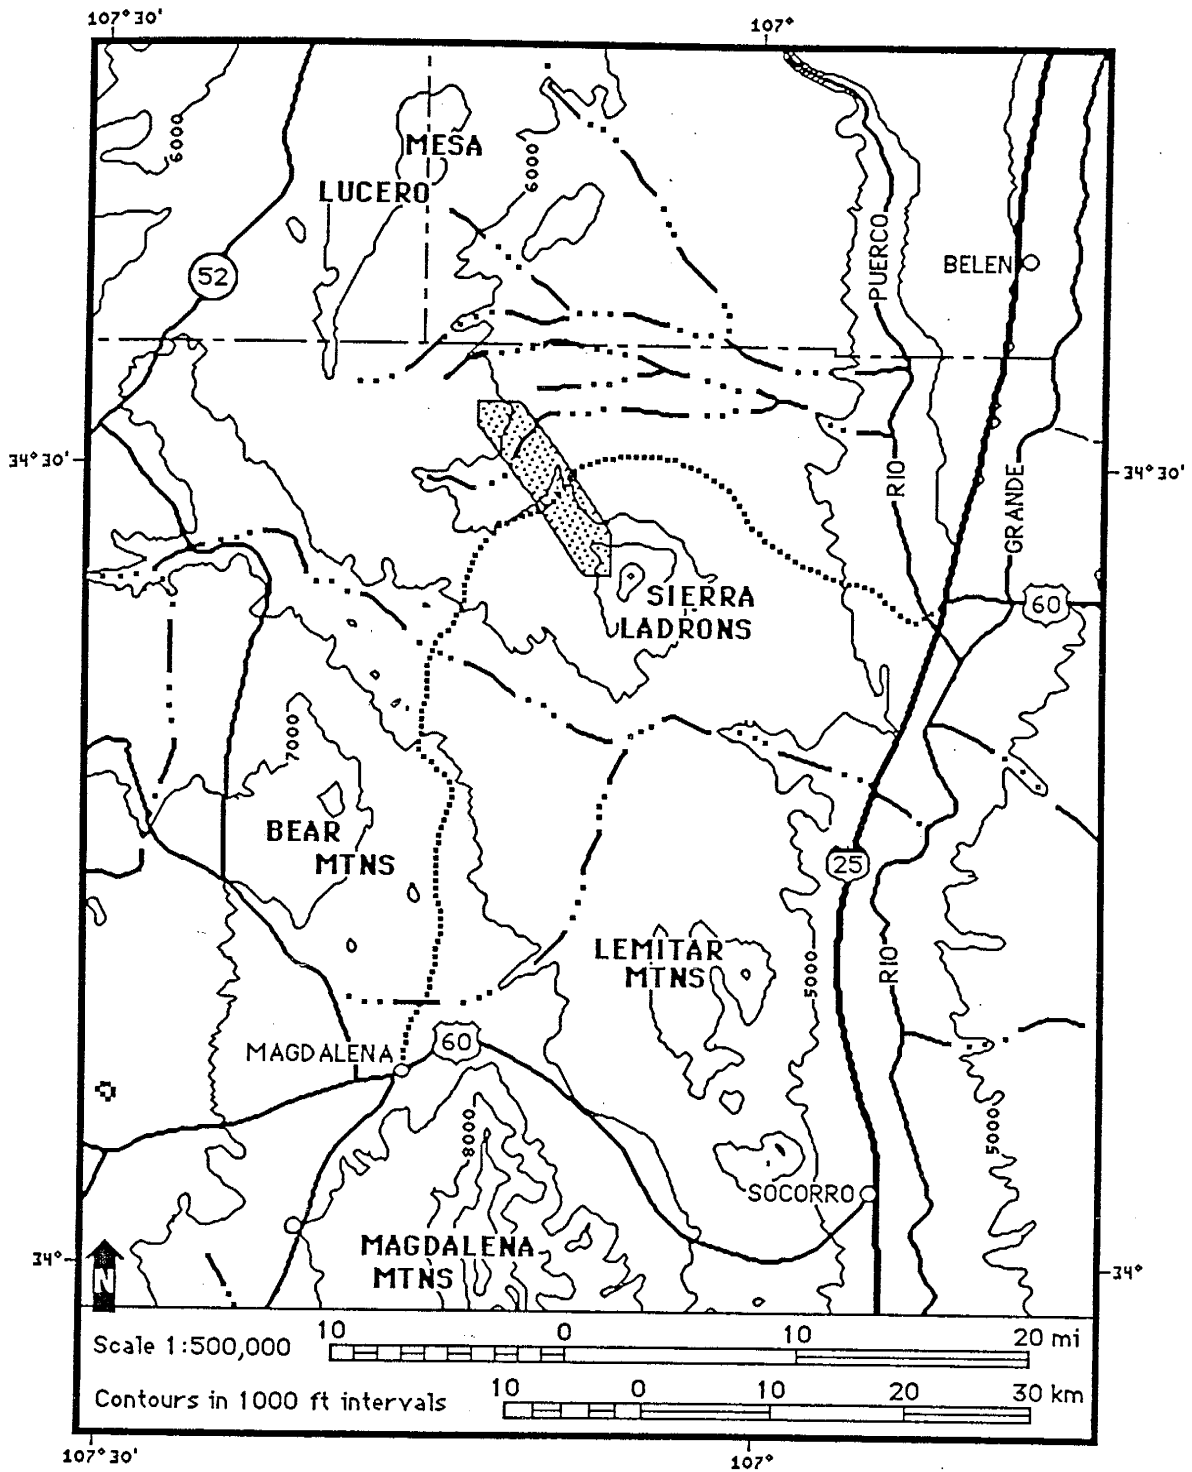 107° 30'
107°
6000
MESA
6000
LUCERO
PUERCO
BELEN
52
34° 30'
34° 30'
RIO
GRANDE
SIERRA
LADRONS
60
7000
BEAR
MTNS
25
LEMITAR
MTNS
5000
RIO
MAGDALENA
60
8000
5000
SOCORRO
MAGDALENA
MTNS
34°
34°
N
Scale 1:500,000
10 0 10 20 mi
Contours in 1000 ft intervals
10 0 10 20 30 km
107° 30'
107°